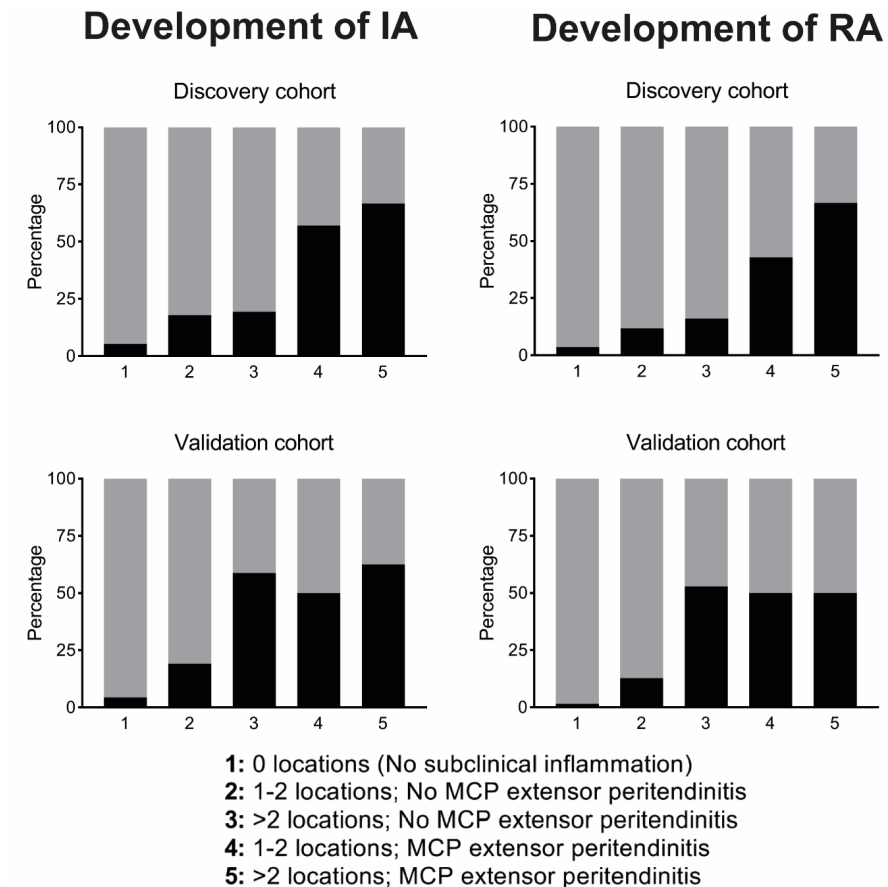 Development of IA
Development of RA
Discovery cohort
Discovery cohort
Percentage
100
75
50
25
0
1 2 3 4 5
Percentage
100
75
50
25
0
1 2 3 4 5
Validation cohort
Validation cohort
Percentage
100
75
50
25
0
1 2 3 4 5
Percentage
100
75
50
25
0
1 2 3 4 5
1: 0 locations (No subclinical inflammation)
2: 1-2 locations; No MCP extensor peritendinitis
3: >2 locations; No MCP extensor peritendinitis
4: 1-2 locations; MCP extensor peritendinitis
5: >2 locations; MCP extensor peritendinitis